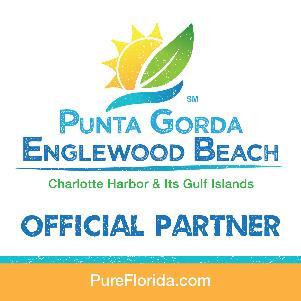 SM
PUNTA GORDA
ENGLEWOOD BEACH
Charlotte Harbor & Its Gulf Islands
OFFICIAL PARTNER
PureFlorida.com